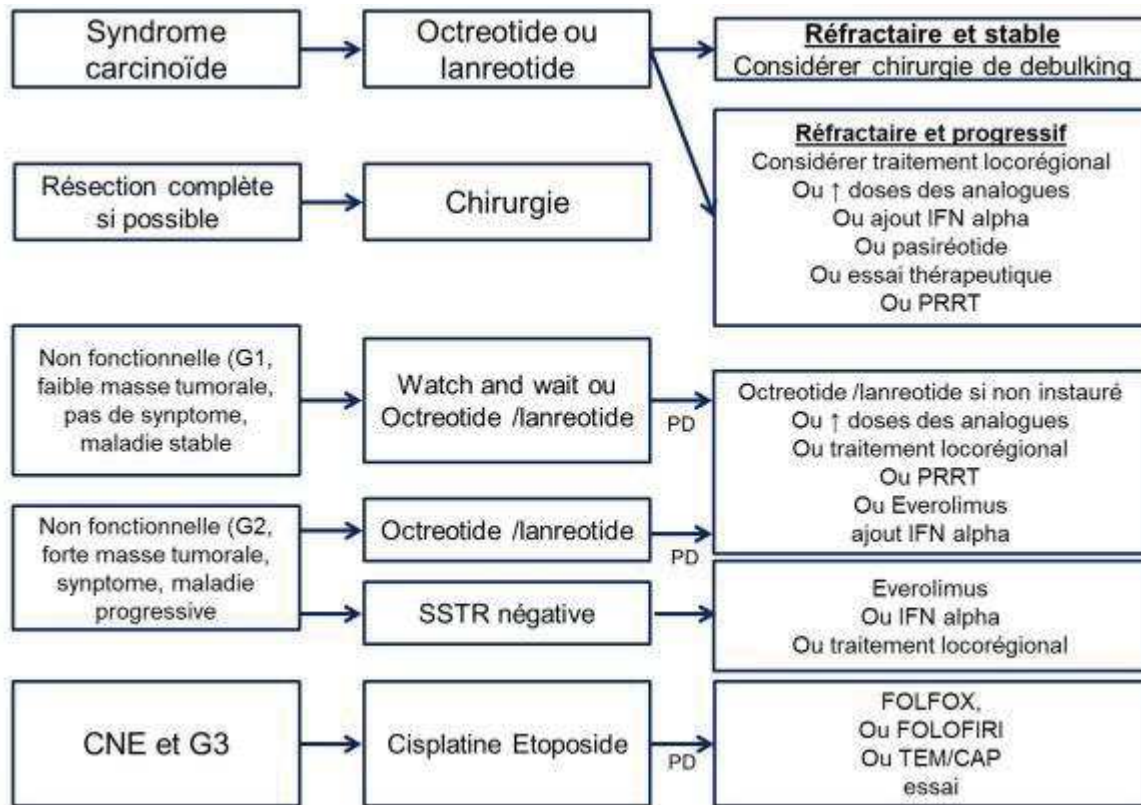 Syndrome
carcinoïde
Octreotide ou
lanreotide
Réfractaire et stable
Considérer chirurgie de debulking
Réfractaire et progressif
Considérer traitement locorégional
Ou ↑ doses des analogues
Ou ajout IFN alpha
Ou pasiréotide
Ou essai thérapeutique
Ou PRRT
Résection complète
si possible
Chirurgie
Non fonctionnelle (G1,
faible masse tumorale,
pas de symptome,
maladie stable
Watch and wait ou
Octreotide /lanreotide
PD
Octreotide /lanreotide si non instauré
Ou ↑ doses des analogues
Ou traitement locorégional
Ou PRRT
Ou Everolimus
ajout IFN alpha
Non fonctionnelle (G2,
forte masse tumorale,
symptome, maladie
progressive
Octreotide /lanreotide
PD
SSTR négative
Everolimus
Ou IFN alpha
Ou traitement locorégional
CNE et G3
Cisplatine Etoposide
PD
FOLFOX,
Ou FOLOFIRI
Ou TEM/CAP
essai